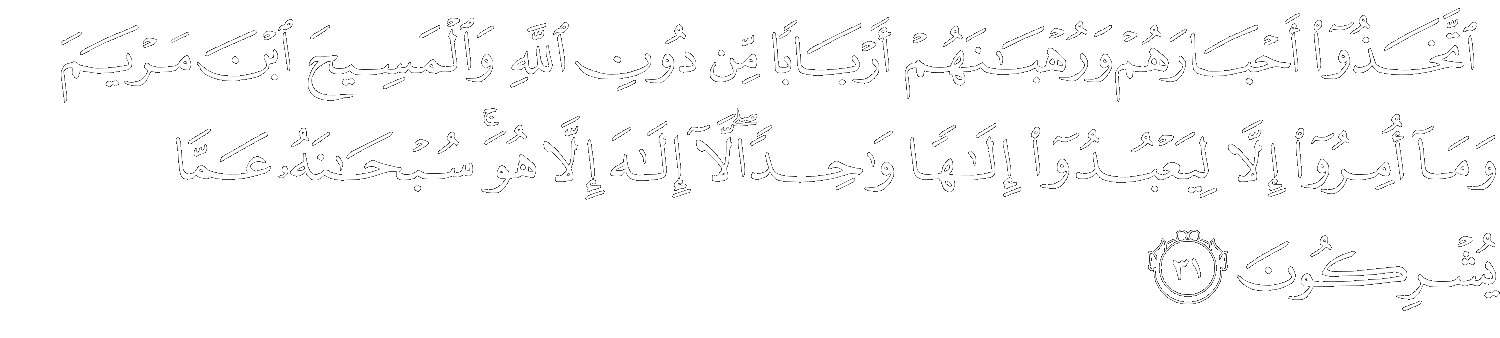 ٱتَّخَذُوٓا۟ أَحْبَارَهُمْ وَرُهْبَـٰنَهُمْ أَرْبَابًا مِّن دُونِ ٱللَّهِ وَٱلْمَسِيحَ ٱبْنَ مَرْيَمَ
وَمَآ أُمِرُوٓا۟ إِلَّا لِيَعْبُدُوٓا۟ إِلَـٰهًا وَٰحِدًا ۖ لَّآ إِلَـٰهَ إِلَّا هُوَ ۚ سُبْحَـٰنَهُۥ عَمَّا
يُشْرِكُونَ ٣١